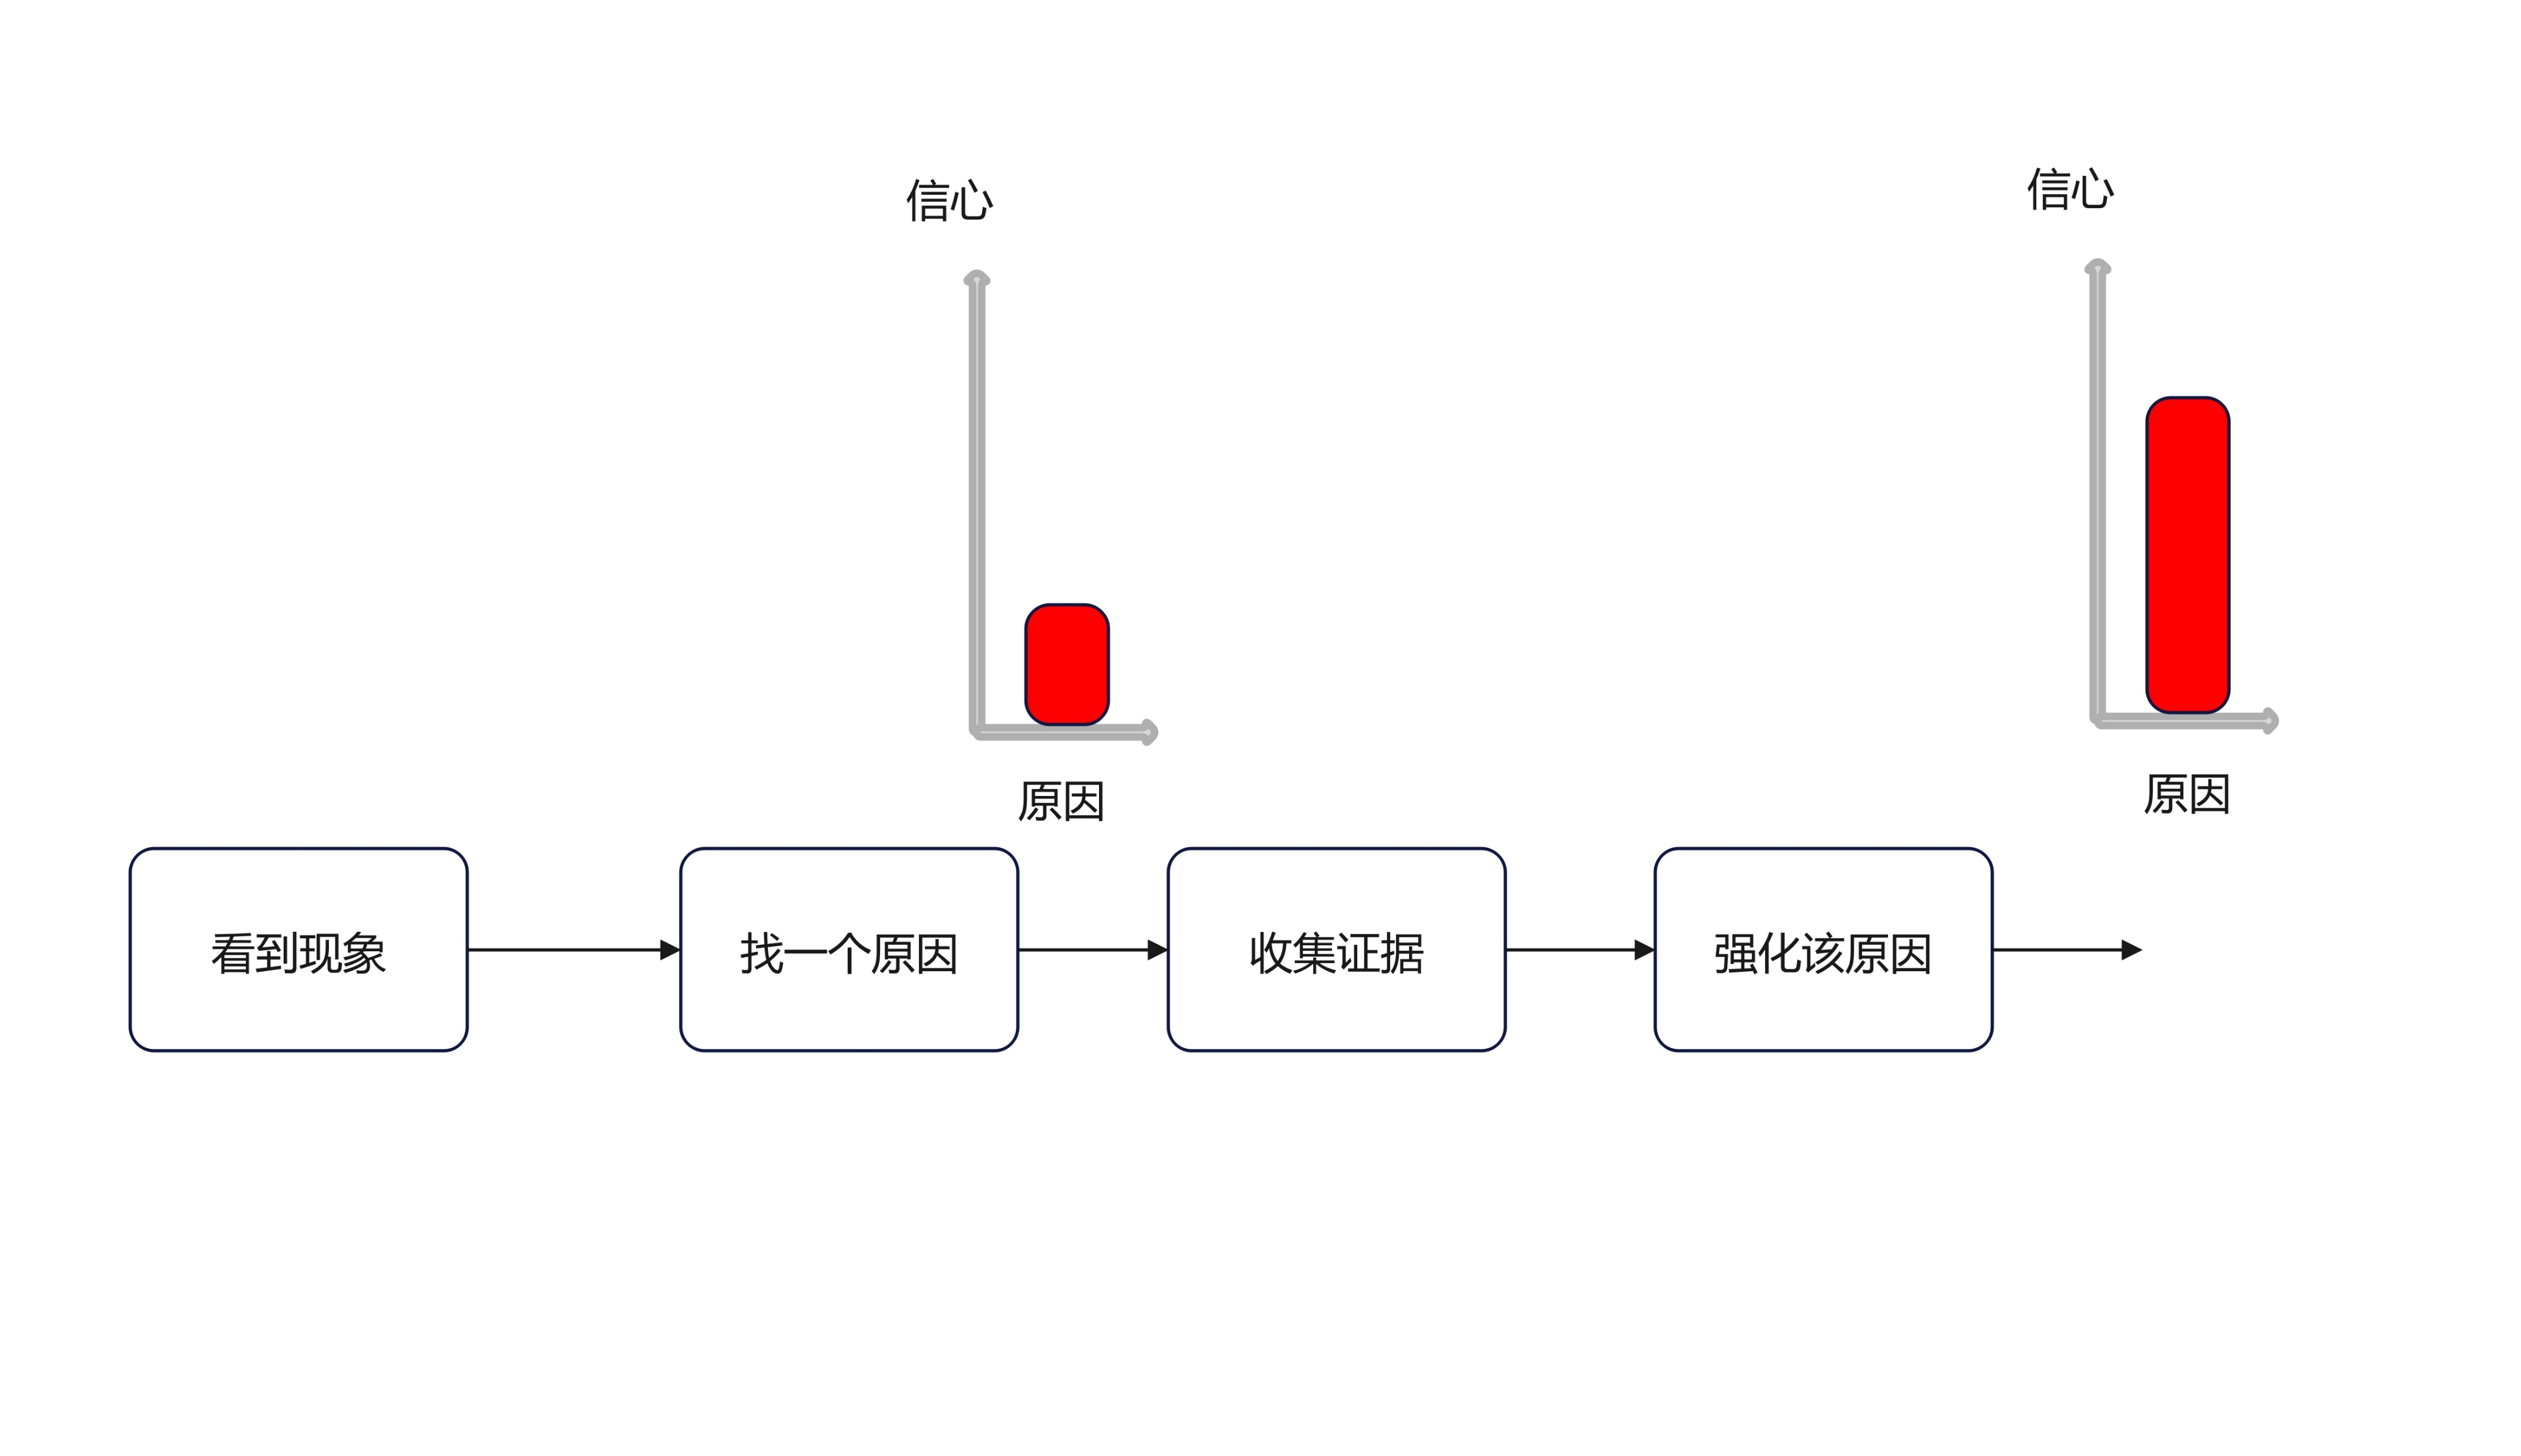 信心
信心
原因
原因
看到现象
找一个原因
收集证据
强化该原因